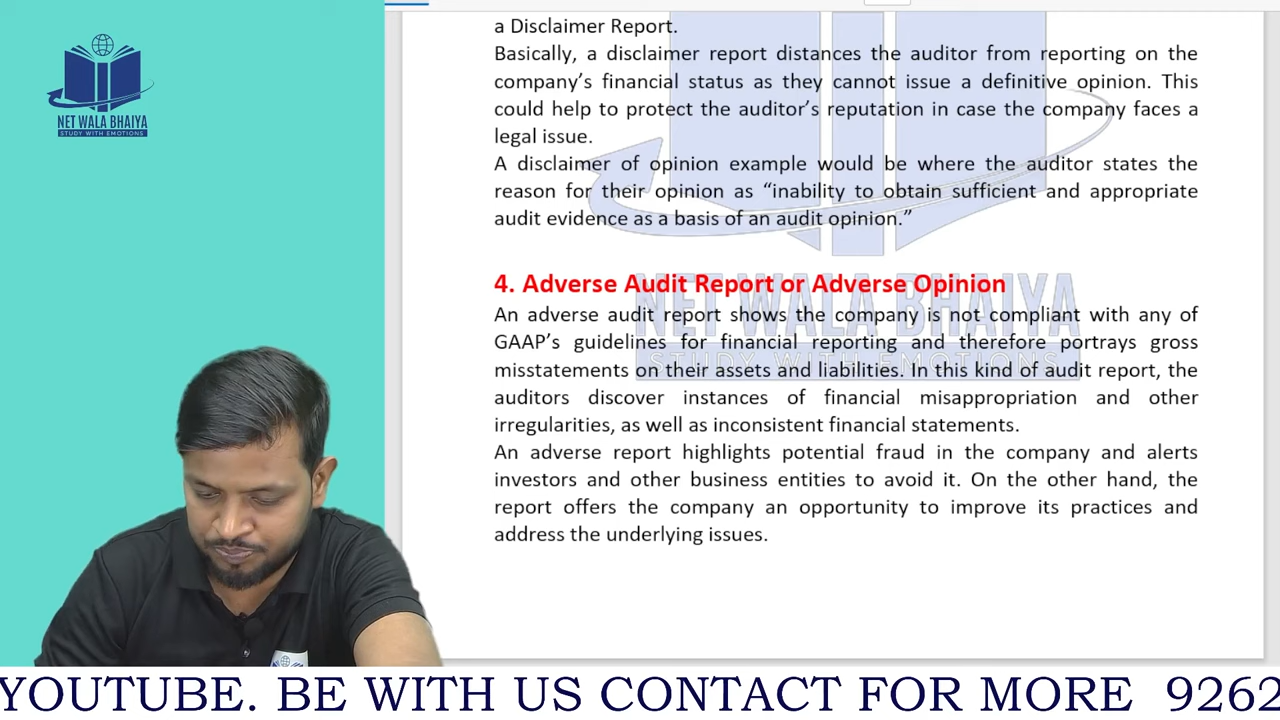 a Disclaimer Report.
Basically, a disclaimer report distances the auditor from reporting on the
company’s financial status as they cannot issue a definitive opinion. This
could help to protect the auditor’s reputation in case the company faces a
legal issue.
A disclaimer of opinion example would be where the auditor states the
reason for their opinion as “inability to obtain sufficient and appropriate
audit evidence as a basis of an audit opinion.”
4. Adverse Audit Report or Adverse Opinion
An adverse audit report shows the company is not compliant with any of
GAAP’s guidelines for financial reporting and therefore portrays gross
misstatements on their assets and liabilities. In this kind of audit report, the
auditors discover instances of financial misappropriation and other
irregularities, as well as inconsistent financial statements.
An adverse report highlights potential fraud in the company and alerts
investors and other business entities to avoid it. On the other hand, the
report offers the company an opportunity to improve its practices and
address the underlying issues.
NET WALA BHAIYA
STUDY WITH EMOTIONS
NET WALA BHAIYA
STUDY WITH EMOTIONS
YOUTUBE. BE WITH US CONTACT FOR MORE 9262